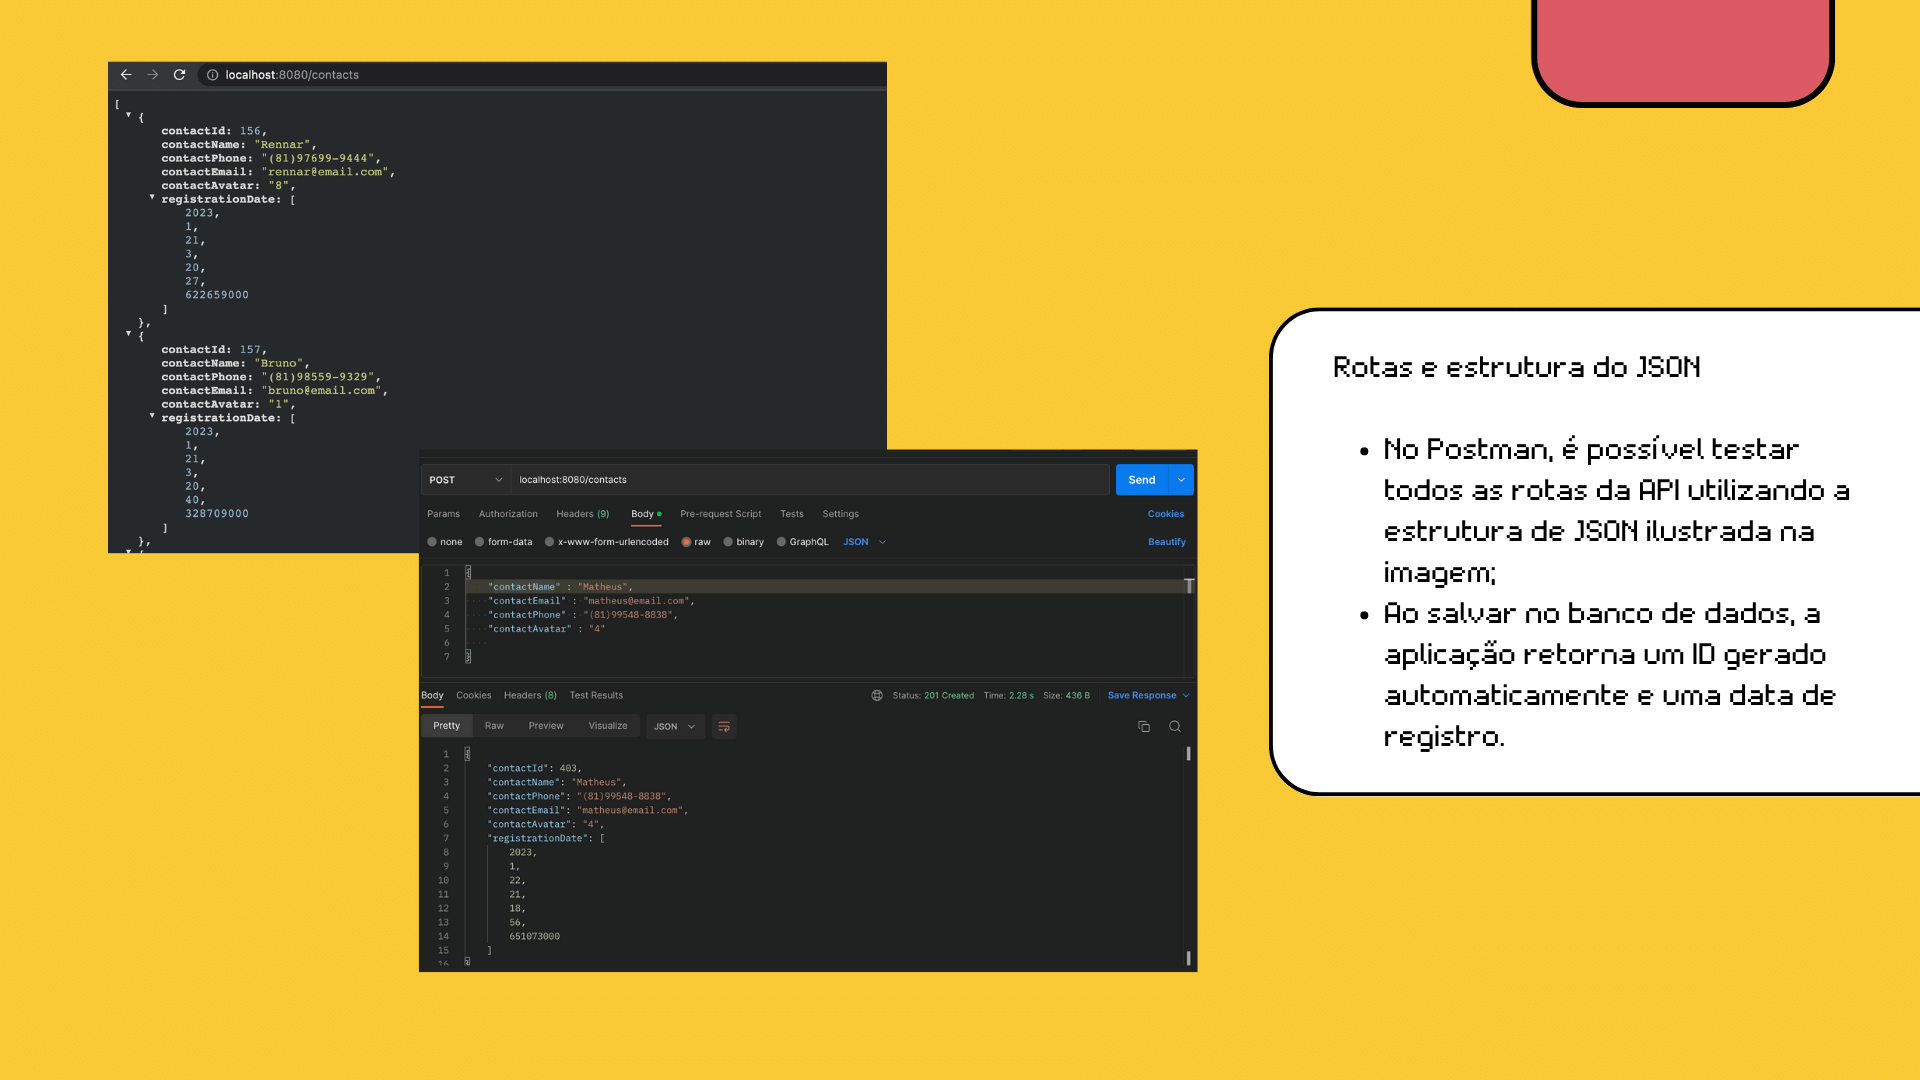 localhost:8080/contacts
[
{
contactId: 156,
contactName: "Rennar",
contactPhone: "(81)97699-9444",
contactEmail: "rennar@email.com",
contactAvatar: "8",
registrationDate: [
2023,
1,
21,
3,
20,
27,
622659000
]
},
{
contactId: 157,
contactName: "Bruno",
contactPhone: "(81)98559-9329",
contactEmail: "bruno@email.com",
contactAvatar: "1",
registrationDate: [
2023,
1,
21,
3,
20,
40,
328709000
]
},
POST localhost:8080/contacts Send
Params Authorization Headers (9) Body Pre-request Script Tests Settings Cookies
none form-data x-www-form-urlencoded raw binary GraphQL JSON Beautify
1 {
2 "contactName" : "Matheus",
3 "contactEmail" : "matheus@email.com",
4 "contactPhone" : "(81)99548-8838",
5 "contactAvatar" : "4"
6
7 }
Body Cookies Headers (8) Test Results Status: 201 Created Time: 2.28 s Size: 436 B Save Response
Pretty Raw Preview Visualize JSON
1 {
2 "contactId": 403,
3 "contactName": "Matheus",
4 "contactPhone": "(81)99548-8838",
5 "contactEmail": "matheus@email.com",
6 "contactAvatar": "4",
7 "registrationDate": [
8 2023,
9 1,
10 22,
11 21,
12 18,
13 56,
14 651073000
15 ]
16 }
Rotas e estrutura do JSON
• No Postman, é possível testar
todos as rotas da API utilizando a
estrutura de JSON ilustrada na
imagem;
• Ao salvar no banco de dados, a
aplicação retorna um ID gerado
automaticamente e uma data de
registro.